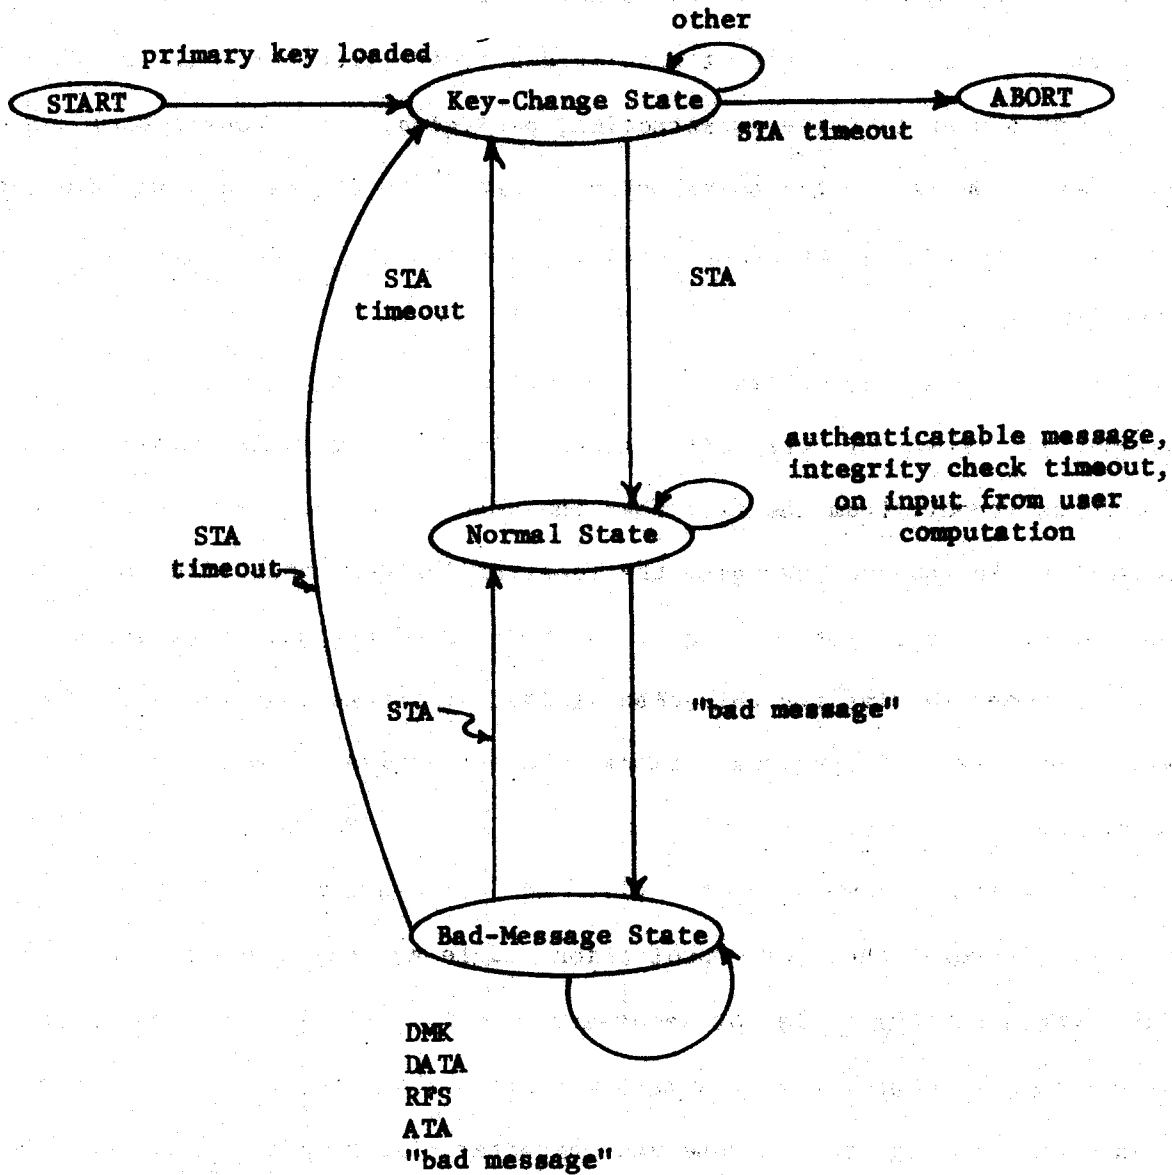 other
primary key loaded
START
Key-Change State
ABORT
STA timeout
STA
timeout
STA
authenticatable message,
integrity check timeout,
on input from user
computation
Normal State
STA
timeout
STA
"bad message"
Bad-Message State
DMK
DATA
RFS
ATA
"bad message"